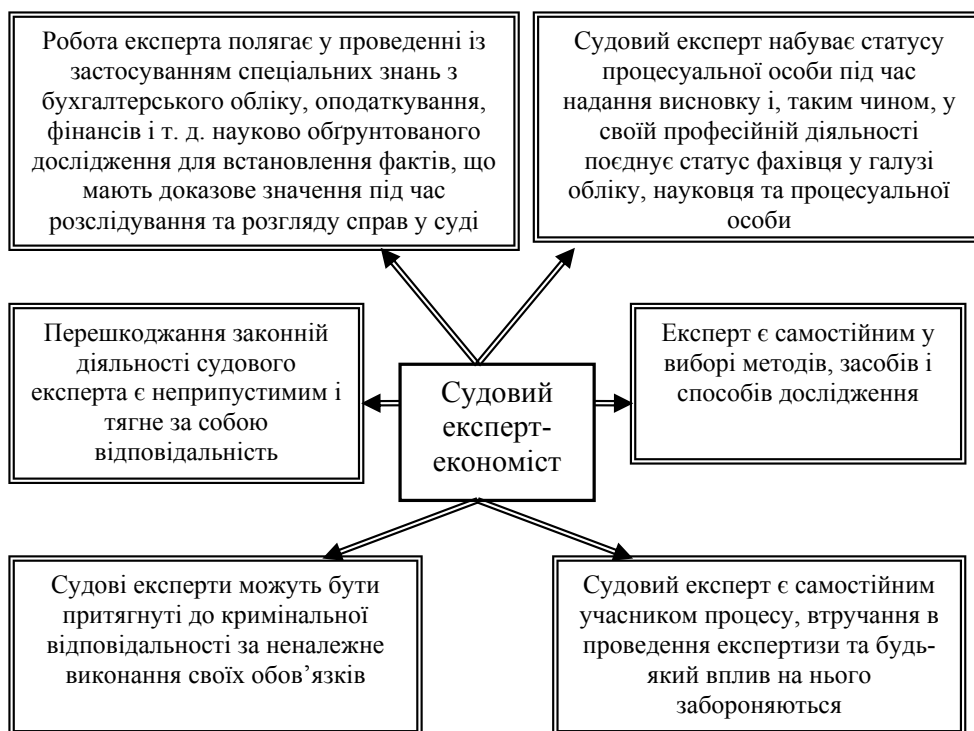 Робота експерта полягає у проведенні із
застосуванням спеціальних знань з
бухгалтерського обліку, оподаткування,
фінансів і т. д. науково обґрунтованого
дослідження для встановлення фактів, що
мають доказове значення під час
розслідування та розгляду справ у суді
Судовий експерт набуває статусу
процесуальної особи під час
надання висновку і, таким чином, у
своїй професійній діяльності
поєднує статус фахівця у галузі
обліку, науковця та процесуальної
особи
Перешкоджання законній
діяльності судового
експерта є неприпустимим і
тягне за собою
відповідальність
Судовий
експерт-
економіст
Експерт є самостійним у
виборі методів, засобів і
способів дослідження
Судові експерти можуть бути
притягнуті до кримінальної
відповідальності за неналежне
виконання своїх обов’язків
Судовий експерт є самостійним
учасником процесу, втручання в
проведення експертизи та будь-
який вплив на нього
забороняються